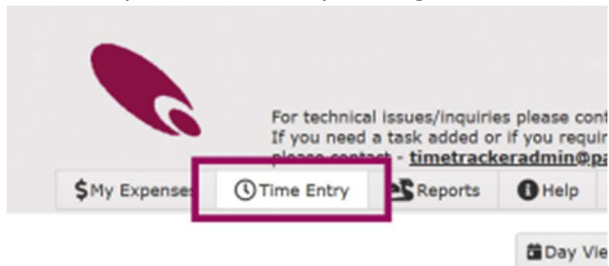 For technical issues/inquiries please cont
If you need a task added or if you requir
please contact - timetrackeradmin@pa
$My Expenses Time Entry Reports Help
Day Vie